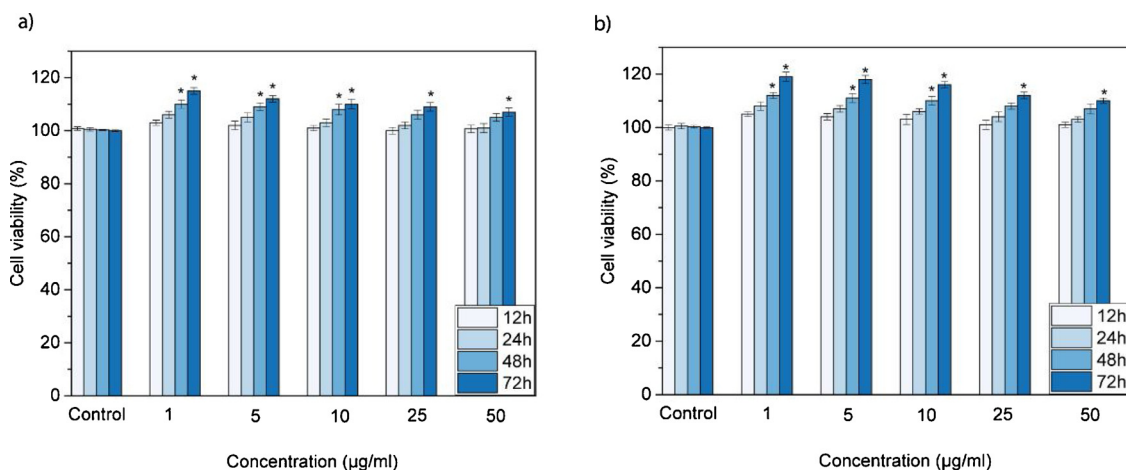 a)
Cell viability (%)
120
100
80
60
40
20
0
* * * * * * * *
12h
24h
48h
72h
Control 1 5 10 25 50
Concentration (µg/ml)
b)
Cell viability (%)
120
100
80
60
40
20
0
* * * * * * * *
12h
24h
48h
72h
Control 1 5 10 25 50
Concentration (µg/ml)